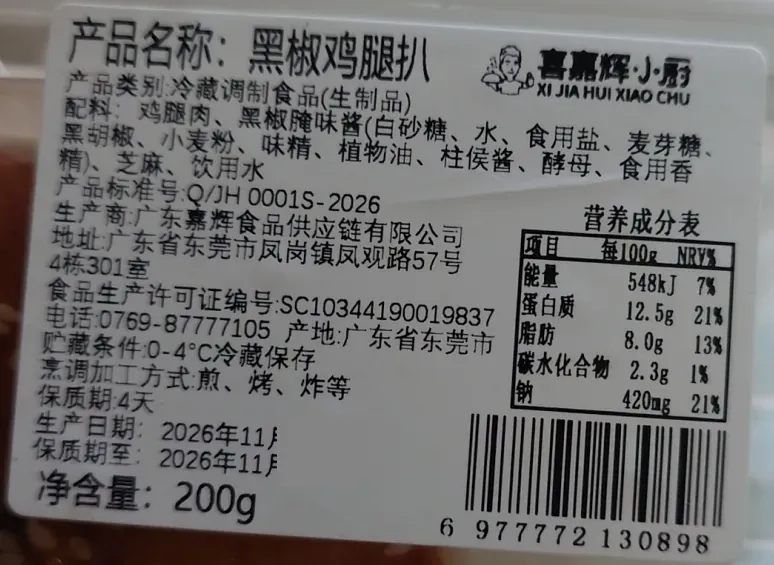 产品名称：黑椒鸡腿扒
喜嘉辉·小·厨
XI JIA HUI XIAO CHU
产品类别:冷藏调制食品(生制品)
配料：鸡腿肉、黑椒腌味酱(白砂糖、水、食用盐、麦芽糖、
黑胡椒、小麦粉、味精、植物油、柱侯酱、酵母、食用香
精)、芝麻、饮用水
产品标准号:Q/JH 0001S-2026
生产商:广东嘉辉食品供应链有限公司
地址:广东省东莞市凤岗镇凤观路57号
4栋301室
食品生产许可证编号:SC10344190019837
电话:0769-87777105 产地:广东省东莞市
贮藏条件:0-4°C冷藏保存
烹调加工方式:煎、烤、炸等
保质期:4天
生产日期：2026年11月
保质期至：2026年11月
净含量：200g
营养成分表
项目 每100g NRV%
能量 548kJ 7%
蛋白质 12.5g 21%
脂肪 8.0g 13%
碳水化合物 2.3g 1%
钠 420mg 21%
6 977772 130898